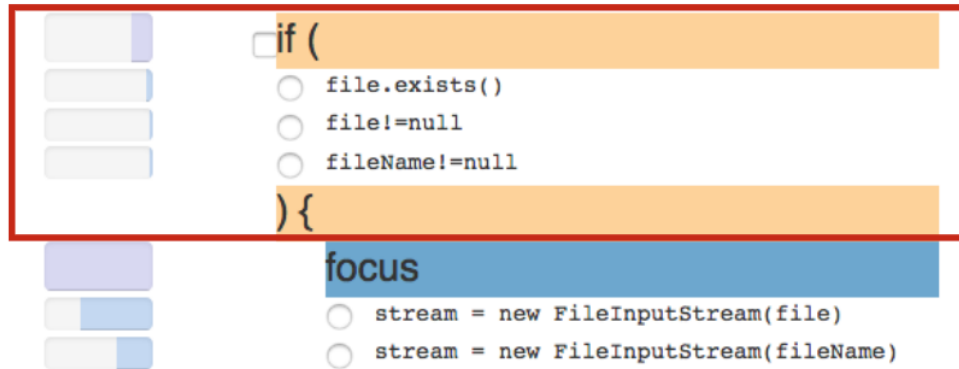 if (
file.exists()
file!=null
fileName!=null
) {
focus
stream = new FileInputStream(file)
stream = new FileInputStream(fileName)